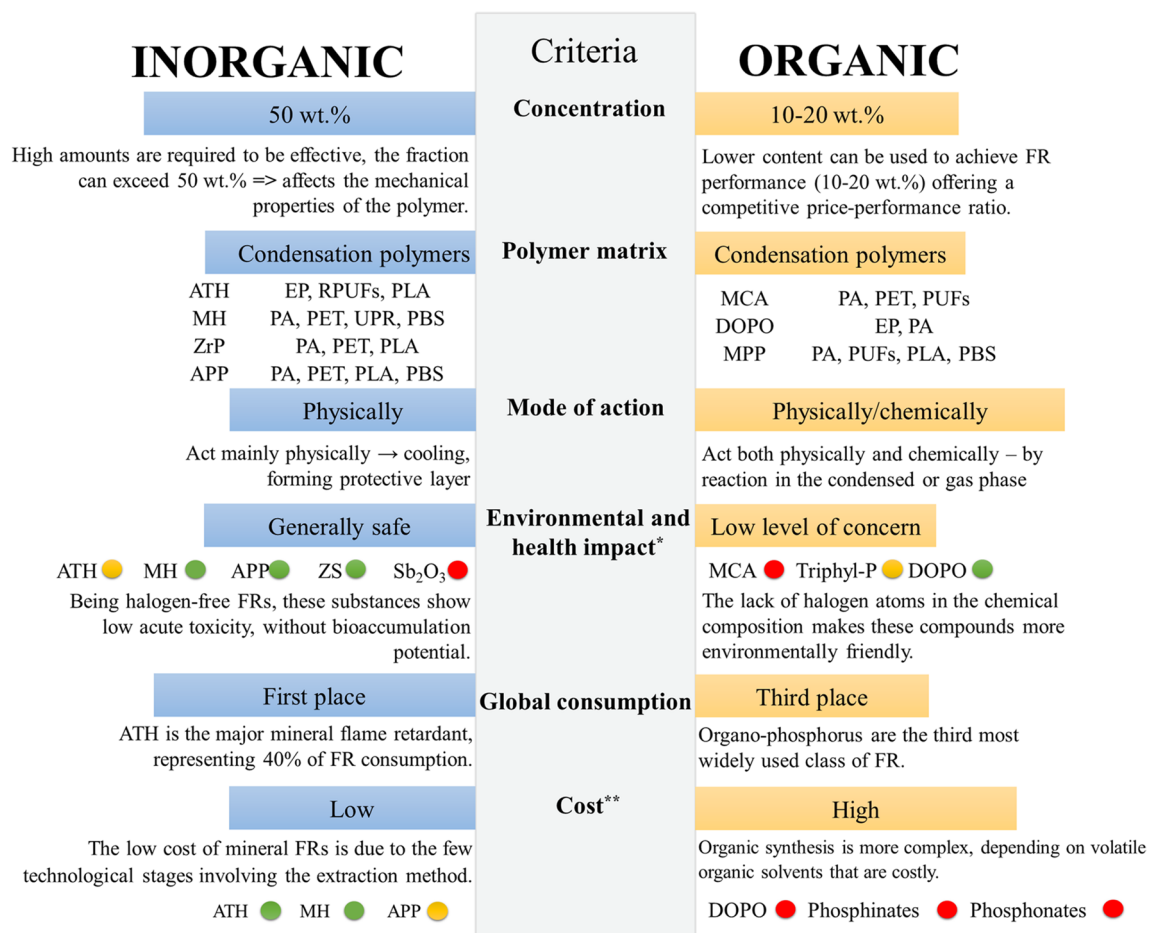 INORGANIC
Criteria
ORGANIC
50 wt.%
Concentration
10-20 wt.%
High amounts are required to be effective, the fraction
can exceed 50 wt.% => affects the mechanical
properties of the polymer.
Lower content can be used to achieve FR
performance (10-20 wt.%) offering a
competitive price-performance ratio.
Condensation polymers
Polymer matrix
Condensation polymers
ATH EP, RPUFs, PLA
MH PA, PET, UPR, PBS
ZrP PA, PET, PLA
APP PA, PET, PLA, PBS
MCA PA, PET, PUFs
DOPO EP, PA
MPP PA, PUFs, PLA, PBS
Physically
Mode of action
Physically/chemically
Act mainly physically → cooling,
forming protective layer
Act both physically and chemically – by
reaction in the condensed or gas phase
Generally safe
Environmental and
health impact*
Low level of concern
ATH MH APP ZS Sb₂O₃
MCA Triphyl-P DOPO
Being halogen-free FRs, these substances show
low acute toxicity, without bioaccumulation
potential.
The lack of halogen atoms in the chemical
composition makes these compounds more
environmentally friendly.
First place
Global consumption
Third place
ATH is the major mineral flame retardant,
representing 40% of FR consumption.
Organo-phosphorus are the third most
widely used class of FR.
Low
Cost**
High
The low cost of mineral FRs is due to the few
technological stages involving the extraction method.
Organic synthesis is more complex, depending on volatile
organic solvents that are costly.
ATH MH APP
DOPO Phosphinates Phosphonates